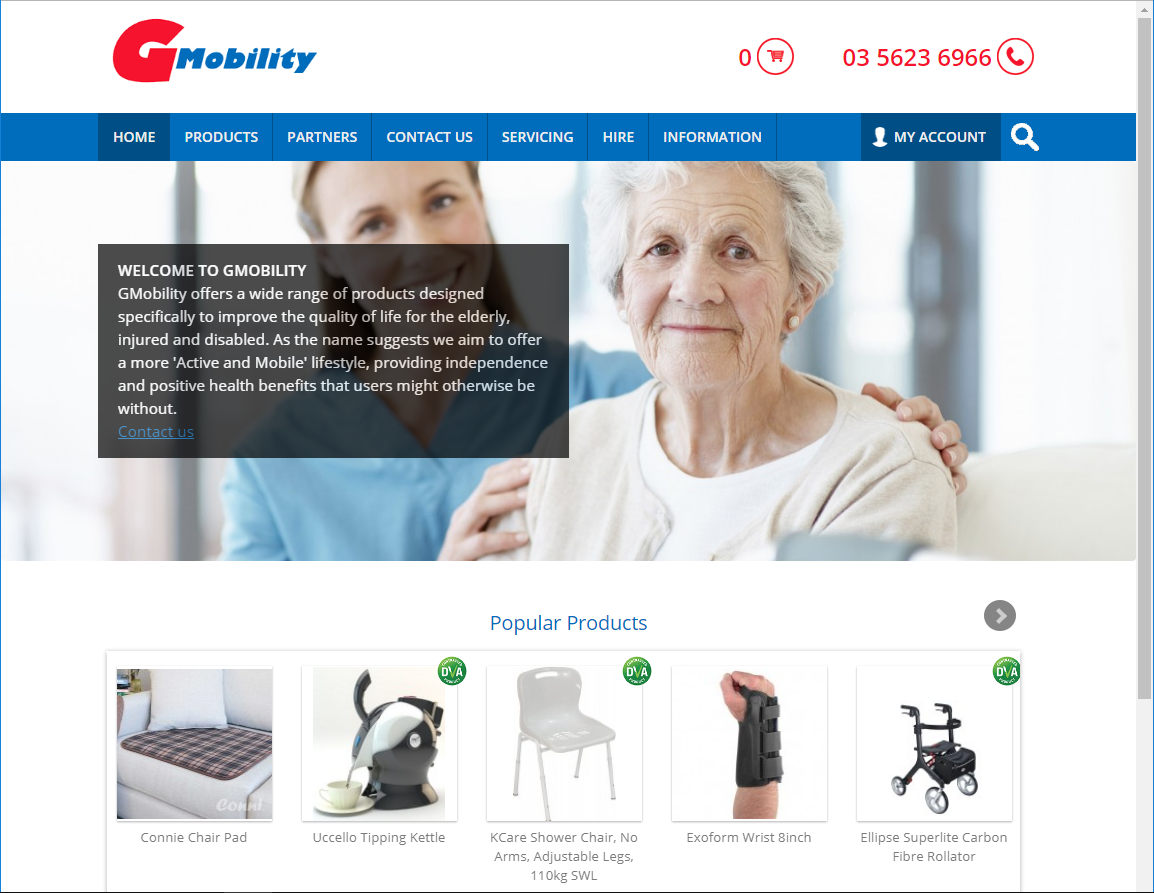 GMobility
0
03 5623 6966
HOME PRODUCTS PARTNERS CONTACT US SERVICING HIRE INFORMATION MY ACCOUNT
WELCOME TO GMOBILITY
GMobility offers a wide range of products designed
specifically to improve the quality of life for the elderly,
injured and disabled. As the name suggests we aim to offer
a more 'Active and Mobile' lifestyle, providing independence
and positive health benefits that users might otherwise be
without.
Contact us
Popular Products
DVA
DVA
DVA
Conni
Connie Chair Pad
Uccello Tipping Kettle
KCare Shower Chair, No
Arms, Adjustable Legs,
110kg SWL
Exoform Wrist 8inch
Ellipse Superlite Carbon
Fibre Rollator